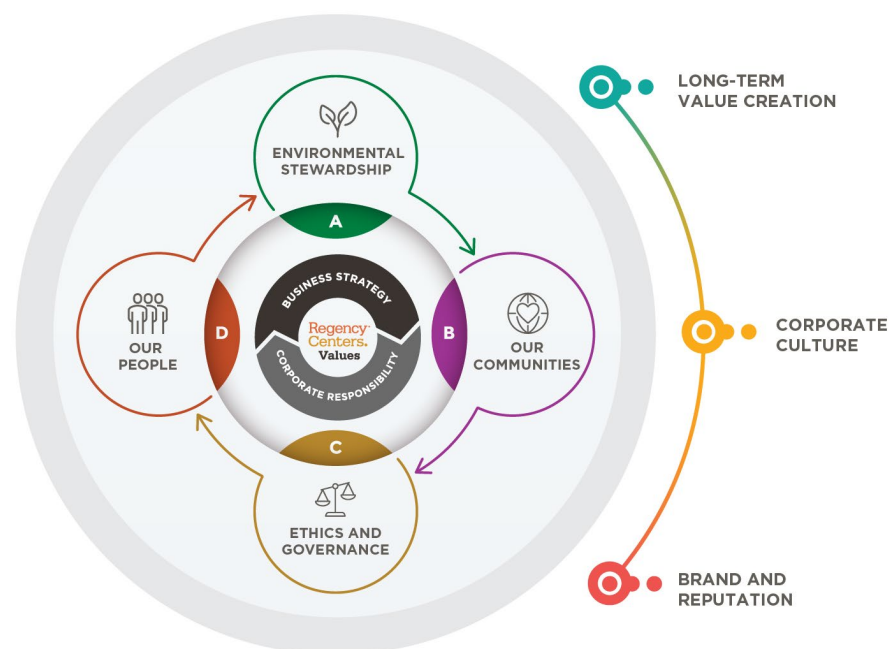 ENVIRONMENTAL
STEWARDSHIP
A
BUSINESS STRATEGY
Regency
Centers.
Values
CORPORATE RESPONSIBILITY
D
OUR
PEOPLE
B
OUR
COMMUNITIES
C
ETHICS AND
GOVERNANCE
LONG-TERM
VALUE CREATION
CORPORATE
CULTURE
BRAND AND
REPUTATION